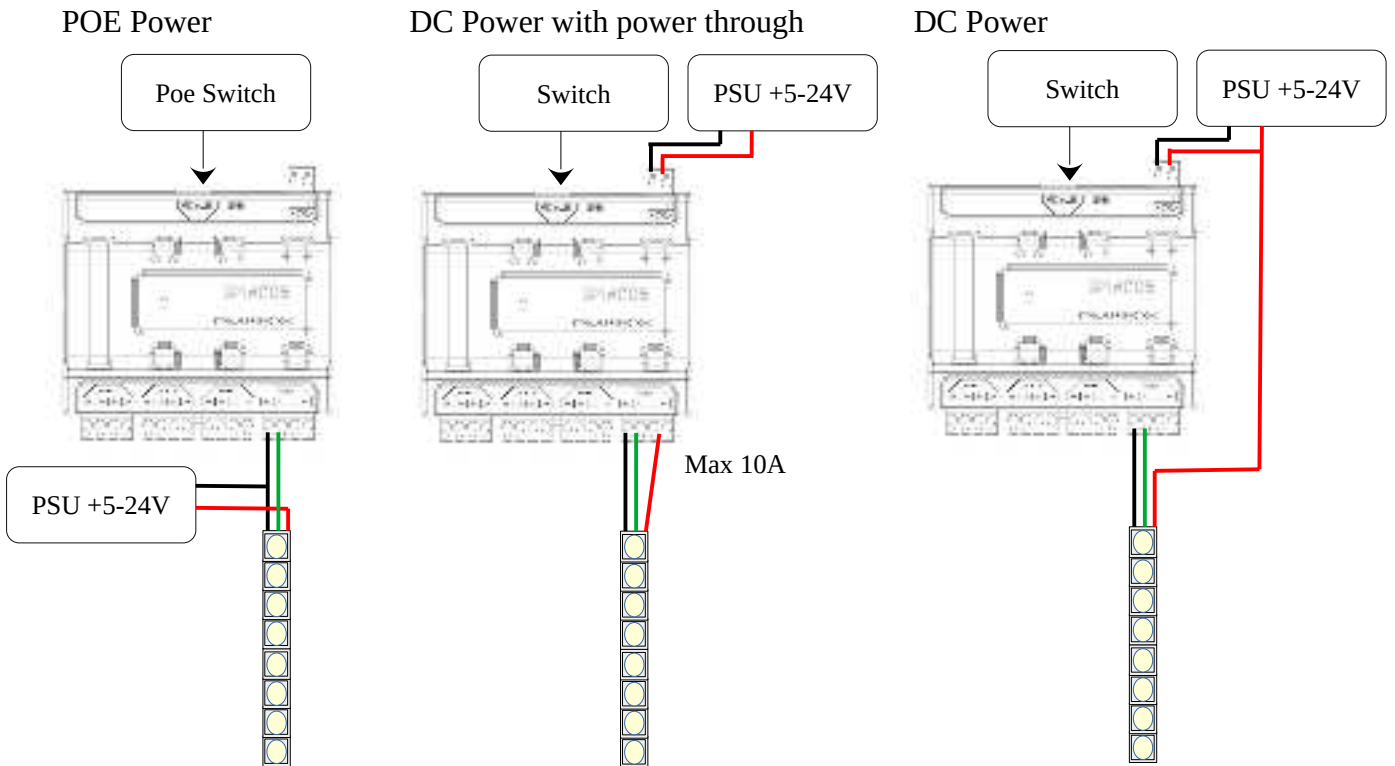 POE Power
DC Power with power through
DC Power
Poe Switch
Switch
PSU +5-24V
Switch
PSU +5-24V
Max 10A
PSU +5-24V